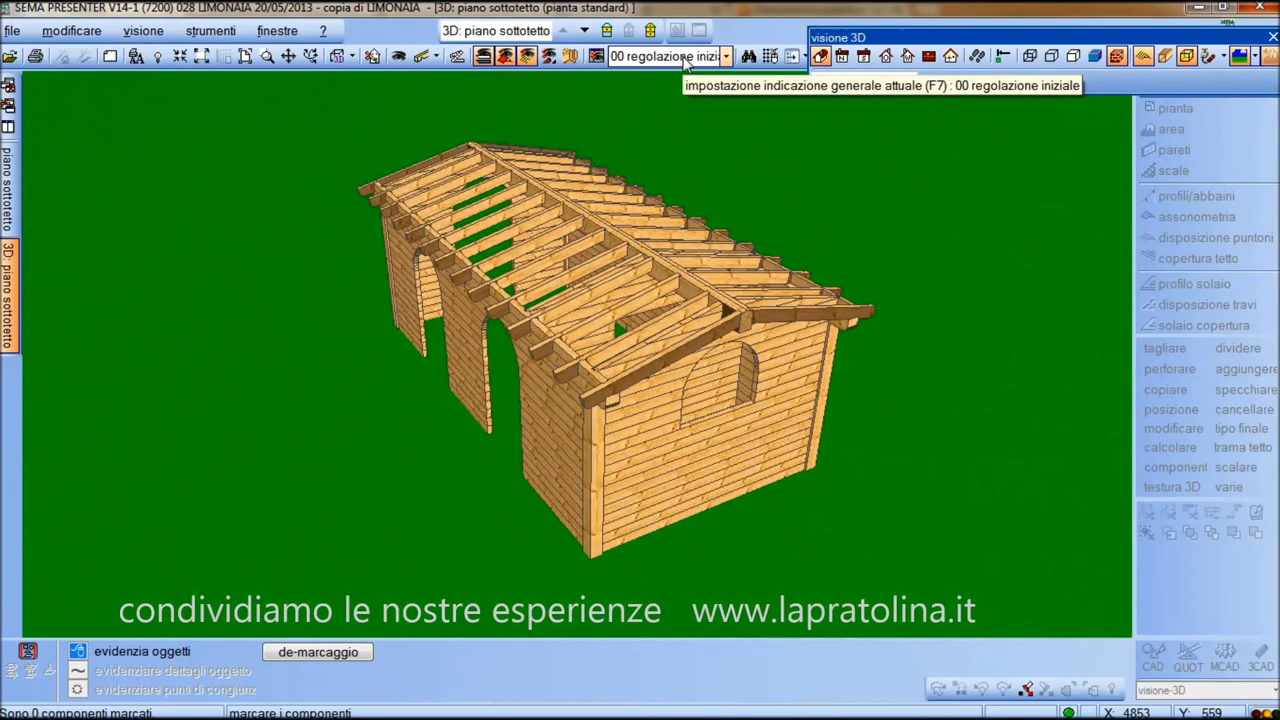 SEMA PRESENTER V14-1 (7200) 028 LIMONAIA 20/05/2013 - copia di LIMONAIA - [3D: piano sottotetto (pianta standard) ]
file modifica visione strumenti finestre ? 3D: piano sottotetto
visione 3D X
00 regolazione inizia
impostazione indicazione generale attuale (F7) : 00 regolazione iniziale
piano sottotetto
3D: piano sottotetto
pianta
area
pareti
scale
profili/abbaini
assonometria
disposizione puntoni
copertura tetto
profilo solaio
disposizione travi
solaio copertura
tagliare dividere
perforare aggiungere
copiare specchiare
posizione cancellare
modificare tipo finale
calcolare trama tetto
component scalare
testura 3D varie
condividiamo le nostre esperienze www.lapratolina.it
evidenzia oggetti de-marcaggio
evidenziare dettagli oggetto
evidenziare punti di congiunz
CAD QUOT MCAD 3CAD
visione-3D
Sono 0 componenti marcati marcare i componenti X: 4853 Y: 559